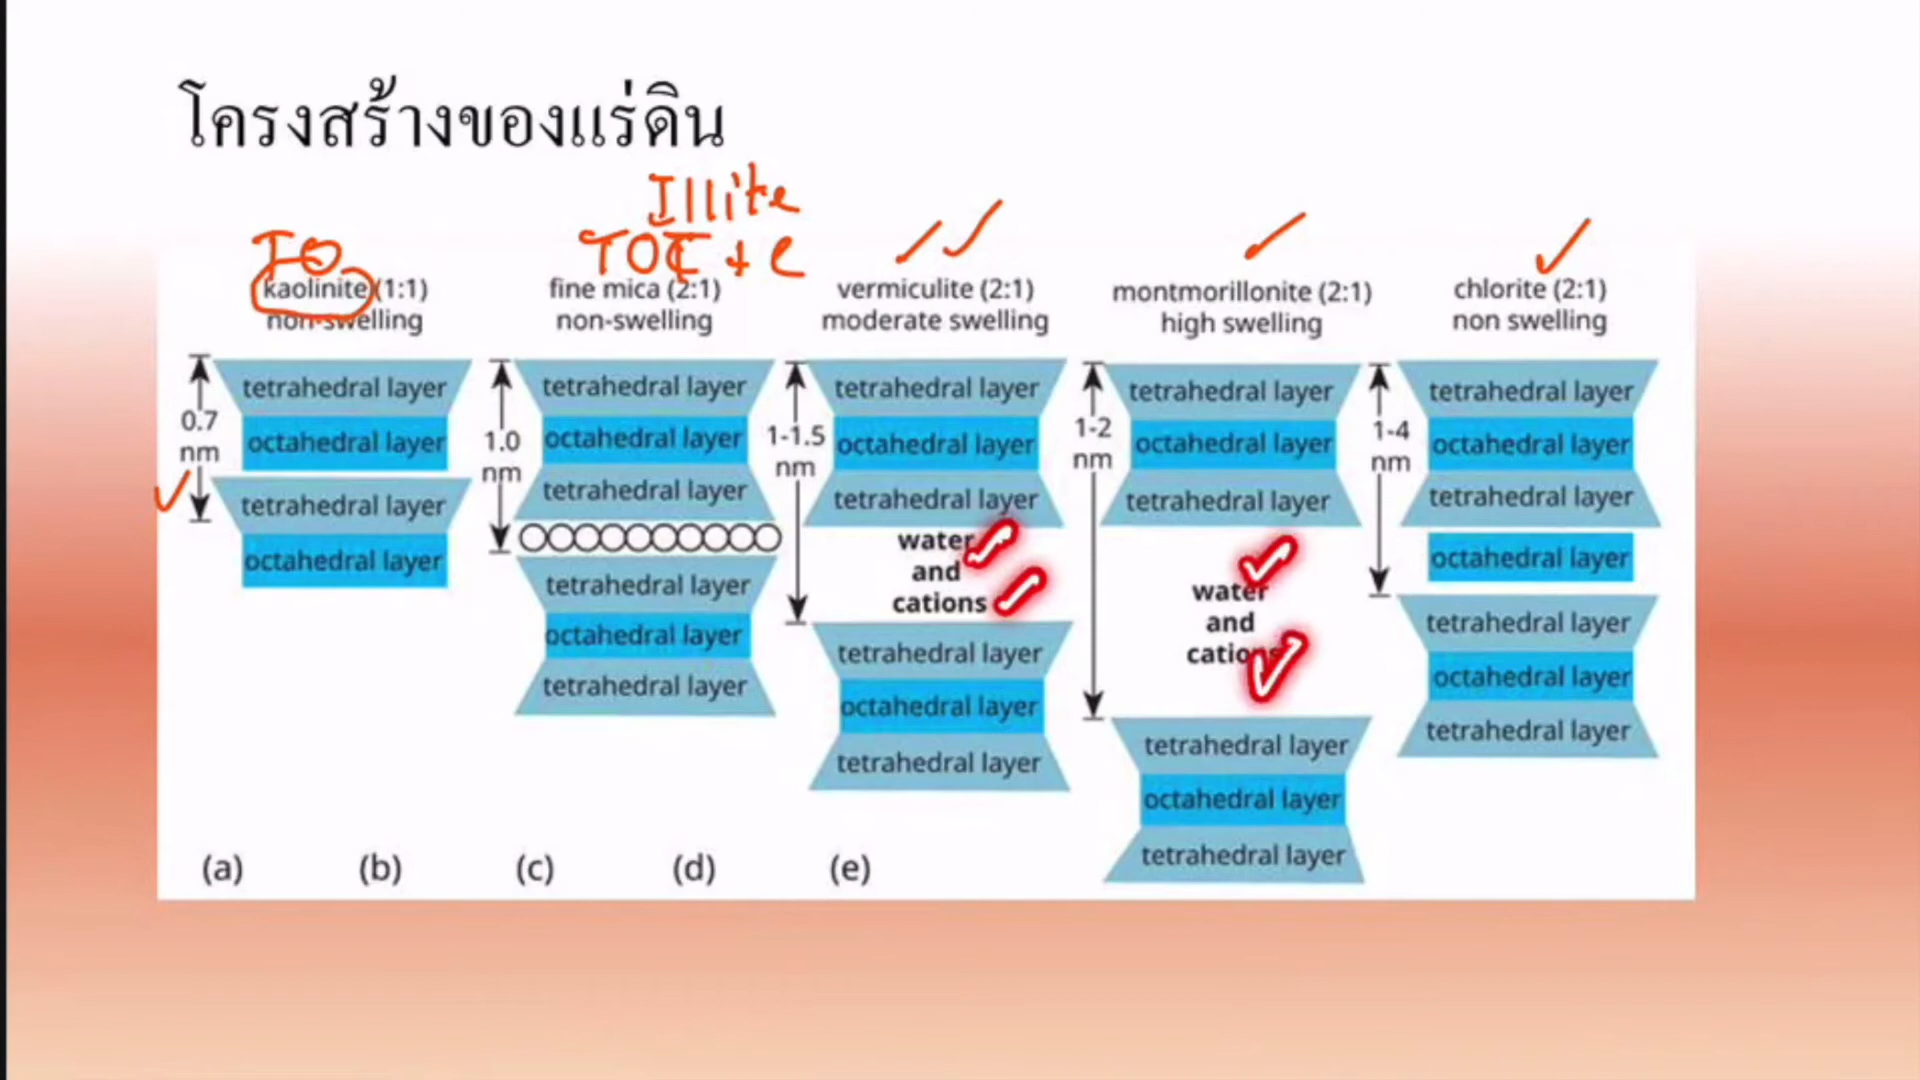 โครงสร้างของแร่ดิน
Illite
TO
TOT + C
kaolinite (1:1)
non-swelling
fine mica (2:1)
non-swelling
vermiculite (2:1)
moderate swelling
montmorillonite (2:1)
high swelling
chlorite (2:1)
non swelling
0.7
nm
tetrahedral layer
octahedral layer
tetrahedral layer
octahedral layer
1.0
nm
tetrahedral layer
octahedral layer
tetrahedral layer
tetrahedral layer
octahedral layer
tetrahedral layer
1-1.5
nm
tetrahedral layer
octahedral layer
tetrahedral layer
water
and
cations
tetrahedral layer
octahedral layer
tetrahedral layer
1-2
nm
tetrahedral layer
octahedral layer
tetrahedral layer
water
and
cations
tetrahedral layer
octahedral layer
tetrahedral layer
1-4
nm
tetrahedral layer
octahedral layer
tetrahedral layer
octahedral layer
tetrahedral layer
octahedral layer
tetrahedral layer
(a) (b) (c) (d) (e)